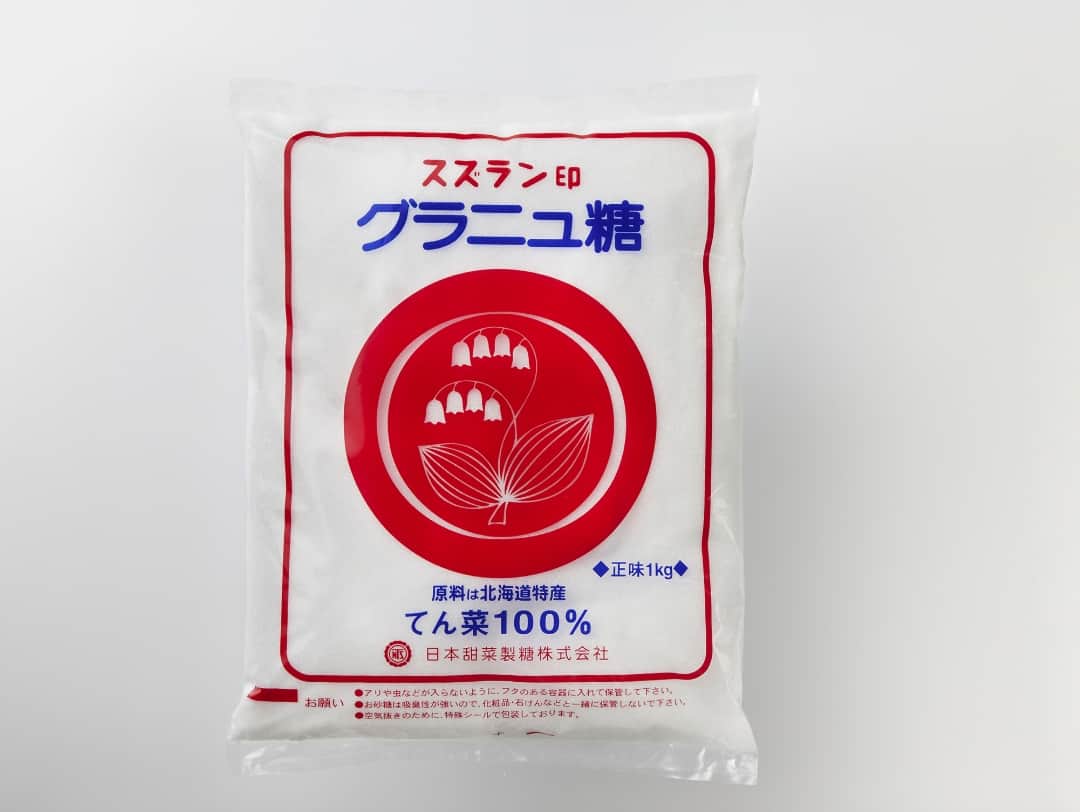 スズラン印
グラニュ糖
◆正味1kg◆
原料は北海道特産
てん菜100%
日本甜菜製糖株式会社
お願い
●アリや虫などが入らないように、フタのある容器に入れて保管して下さい。
●お砂糖は吸臭性が強いので、化粧品・石けんなどと一緒に保管しないで下さい。
●空気抜きのために、特殊シールで包装しております。